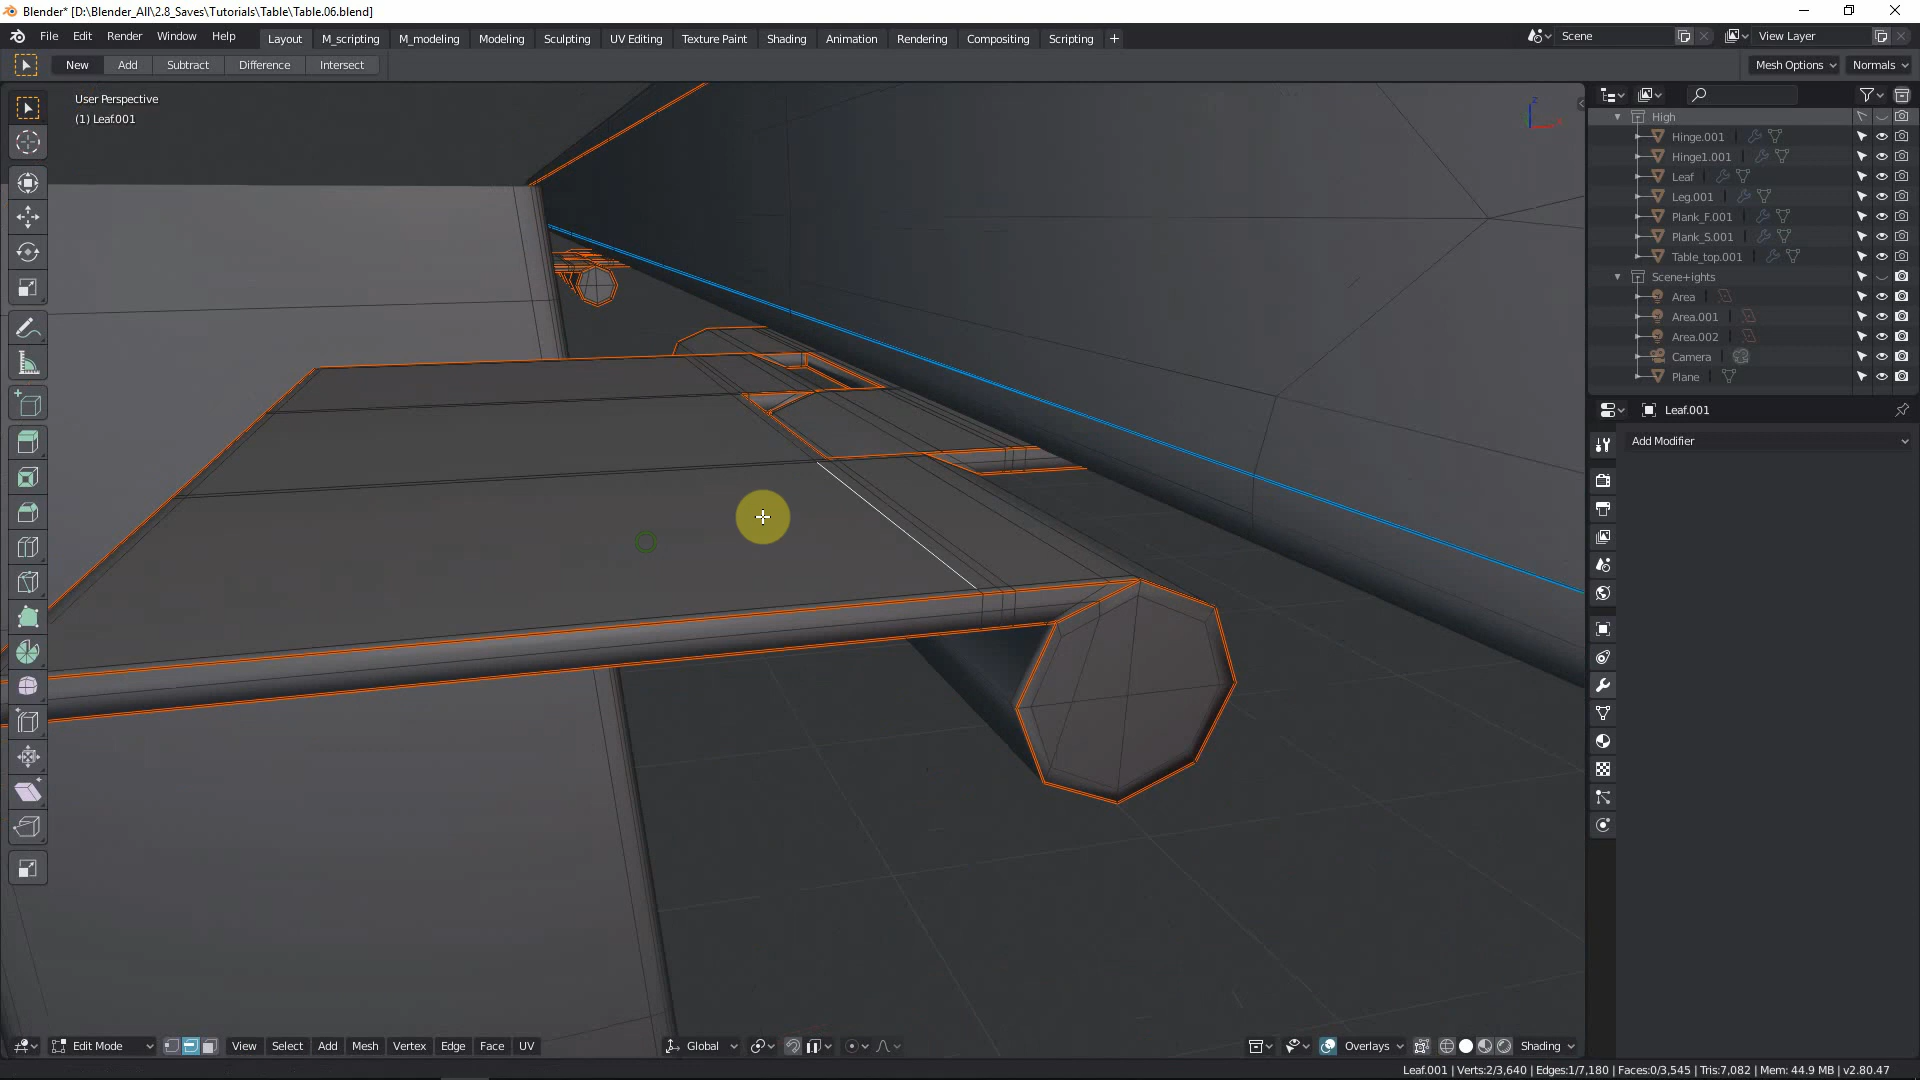 Blender* [D:\Blender_All\2.8_Saves\Tutorials\Table\Table.06.blend]
File Edit Render Window Help Layout M_scripting M_modeling Modeling Sculpting UV Editing Texture Paint Shading Animation Rendering Compositing Scripting + Scene View Layer
New Add Subtract Difference Intersect Mesh Options Normals
User Perspective
(1) Leaf.001
High
Hinge.001
Hinge1.001
Leaf
Leg.001
Plank_F.001
Plank_S.001
Table_top.001
Scene+ights
Area
Area.001
Area.002
Camera
Plane
Leaf.001
Add Modifier
Edit Mode View Select Add Mesh Vertex Edge Face UV Global Overlays Shading
Leaf.001 | Verts:2/3,640 | Edges:1/7,180 | Faces:0/3,545 | Tris:7,082 | Mem: 44.9 MB | v2.80.47